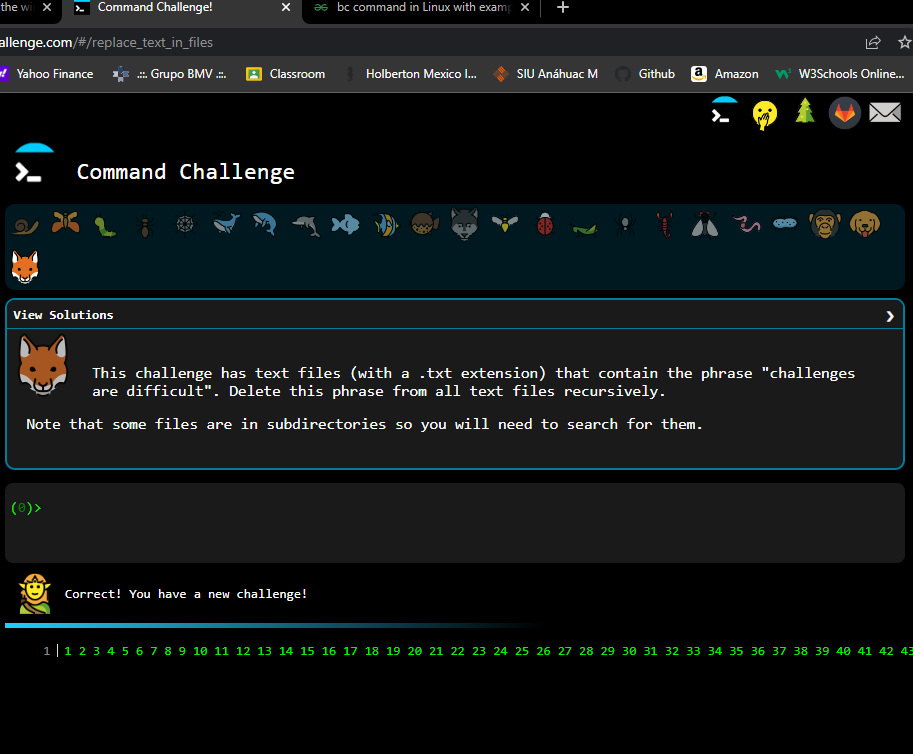 the wi
Command Challenge!
bc command in Linux with examp
allenge.com/#/replace_text_in_files
Yahoo Finance
.::. Grupo BMV .::.
Classroom
Holberton Mexico I...
SIU Anáhuac M
Github
Amazon
W3Schools Online...
Command Challenge
View Solutions
This challenge has text files (with a .txt extension) that contain the phrase "challenges
are difficult". Delete this phrase from all text files recursively.
Note that some files are in subdirectories so you will need to search for them.
(0)>
Correct! You have a new challenge!
1 1 2 3 4 5 6 7 8 9 10 11 12 13 14 15 16 17 18 19 20 21 22 23 24 25 26 27 28 29 30 31 32 33 34 35 36 37 38 39 40 41 42 43